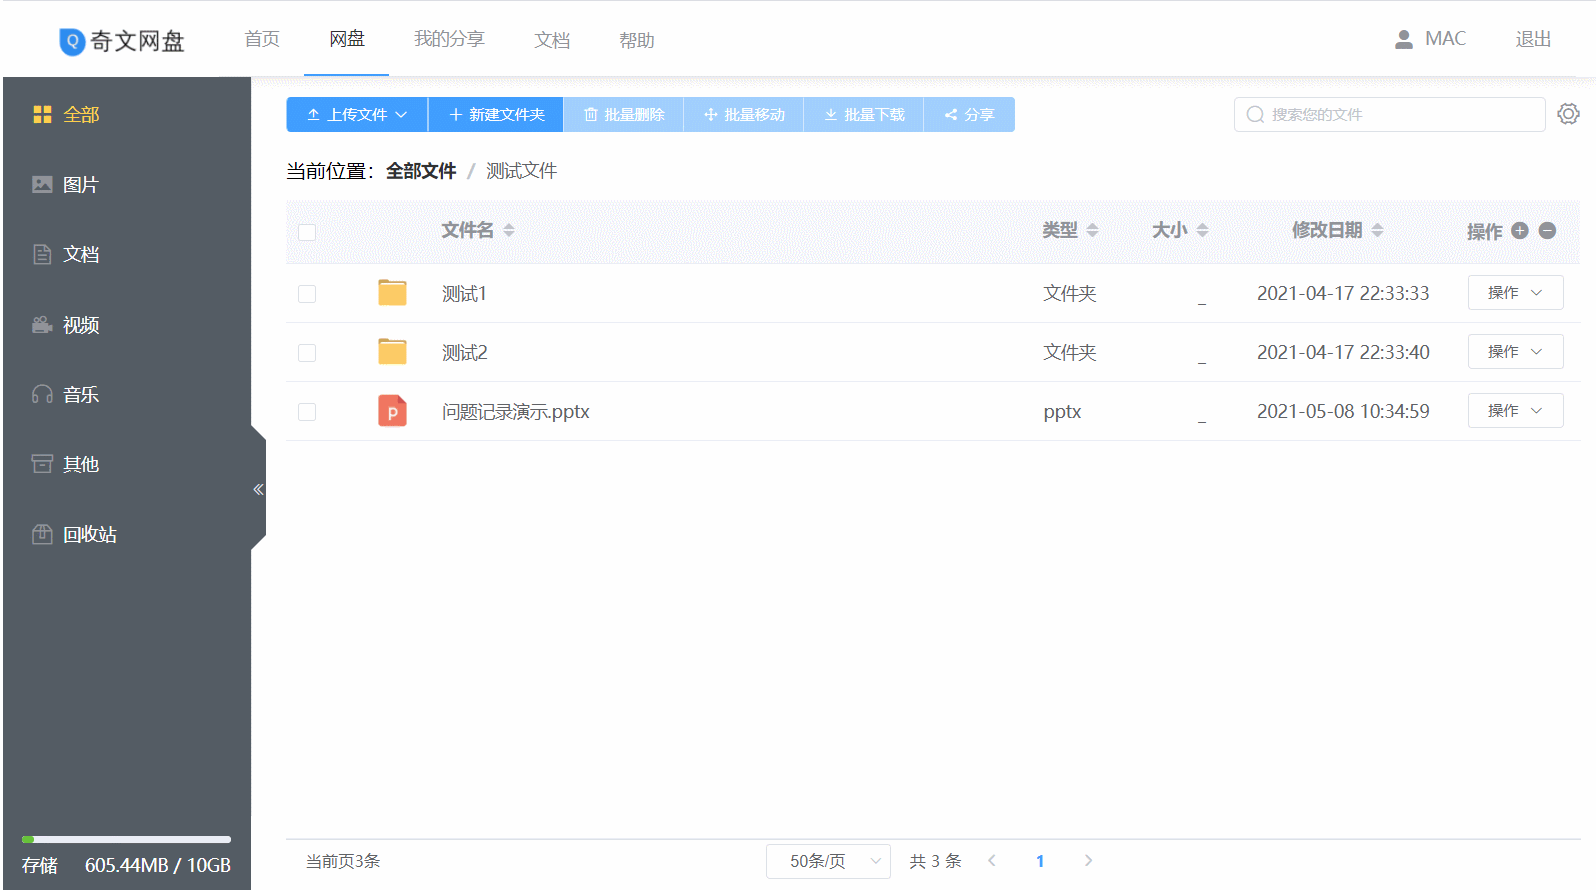 奇文网盘 首页 网盘 我的分享 文档 帮助 MAC 退出
全部
图片
文档
视频
音乐
其他
回收站
存储 605.44MB / 10GB
上传文件 新建文件夹 批量删除 批量移动 批量下载 分享 搜索您的文件
当前位置： 全部文件 / 测试文件
文件名 类型 大小 修改日期 操作
测试1 文件夹 _ 2021-04-17 22:33:33 操作
测试2 文件夹 _ 2021-04-17 22:33:40 操作
问题记录演示.pptx pptx _ 2021-05-08 10:34:59 操作
当前页3条 50条/页 共 3 条 1